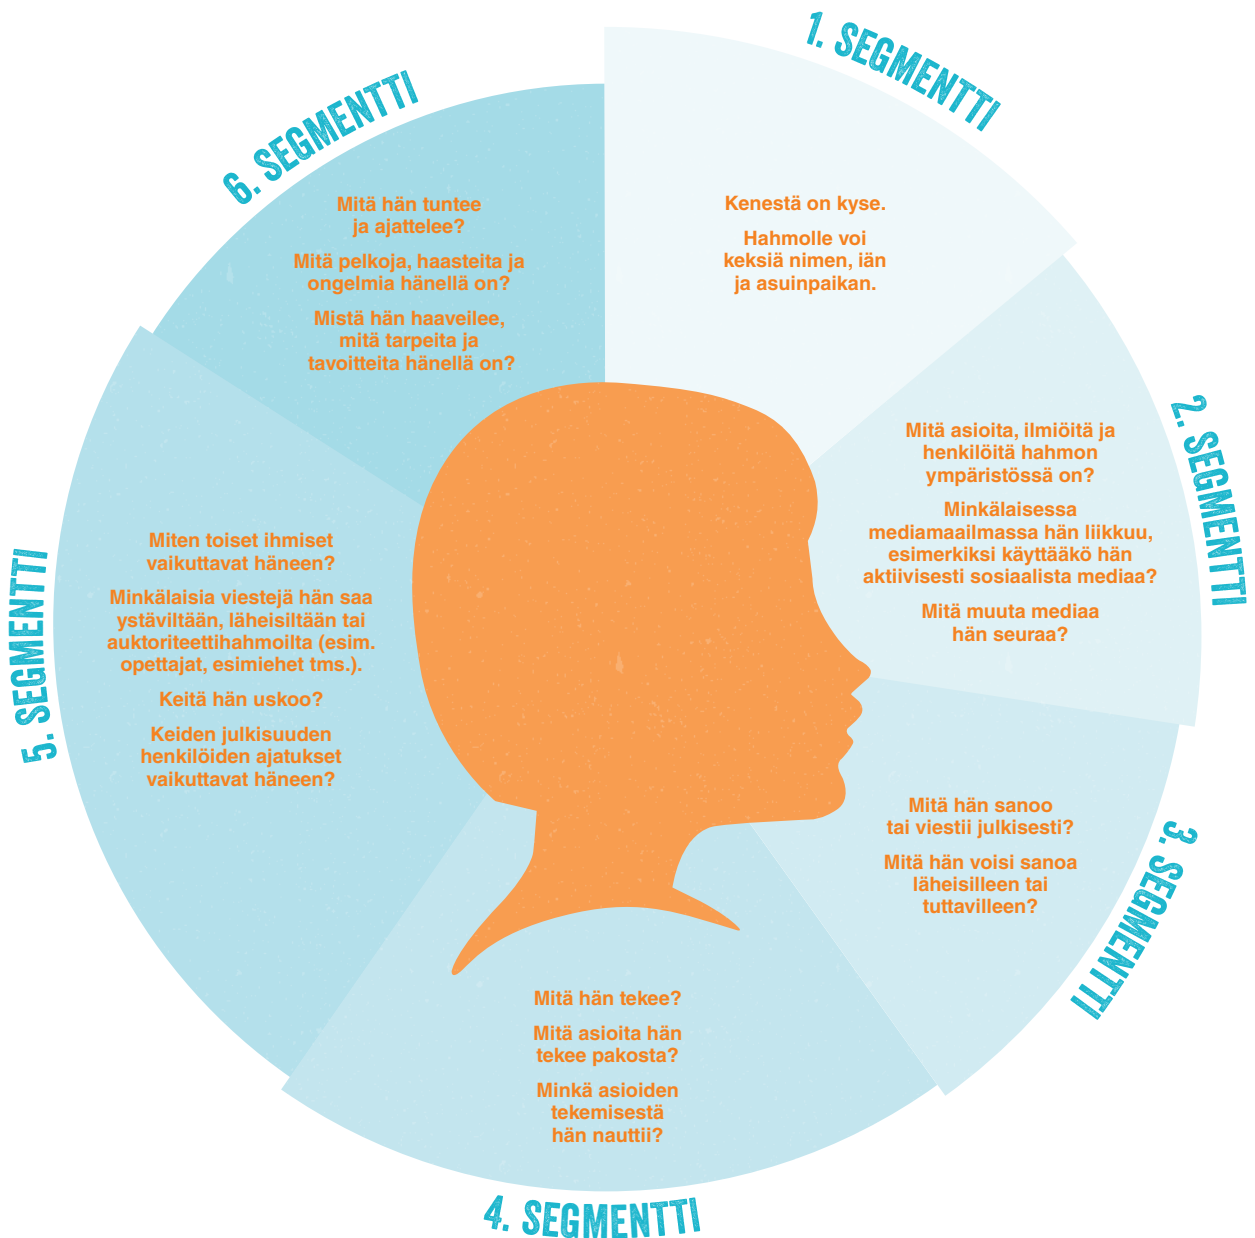 1. SEGMENTTI
Kenestä on kyse.
Hahmolle voi
keksiä nimen, iän
ja asuinpaikan.
2. SEGMENTTI
Mitä asioita, ilmiöitä ja
henkilöitä hahmon
ympäristössä on?
Minkälaisessa
mediamaailmassa hän liikkuu,
esimerkiksi käyttääkö hän
aktiivisesti sosiaalista mediaa?
Mitä muuta mediaa
hän seuraa?
3. SEGMENTTI
Mitä hän sanoo
tai viestii julkisesti?
Mitä hän voisi sanoa
läheisilleen tai
tuttavilleen?
4. SEGMENTTI
Mitä hän tekee?
Mitä asioita hän
tekee pakosta?
Minkä asioiden
tekemisestä
hän nauttii?
5. SEGMENTTI
Miten toiset ihmiset
vaikuttavat häneen?
Minkälaisia viestejä hän saa
ystäviltään, läheisiltään tai
auktoriteettihahmoilta (esim.
opettajat, esimiehet tms.).
Keitä hän uskoo?
Keiden julkisuuden
henkilöiden ajatukset
vaikuttavat häneen?
6. SEGMENTTI
Mitä hän tuntee
ja ajattelee?
Mitä pelkoja, haasteita ja
ongelmia hänellä on?
Mistä hän haaveilee,
mitä tarpeita ja
tavoitteita hänellä on?